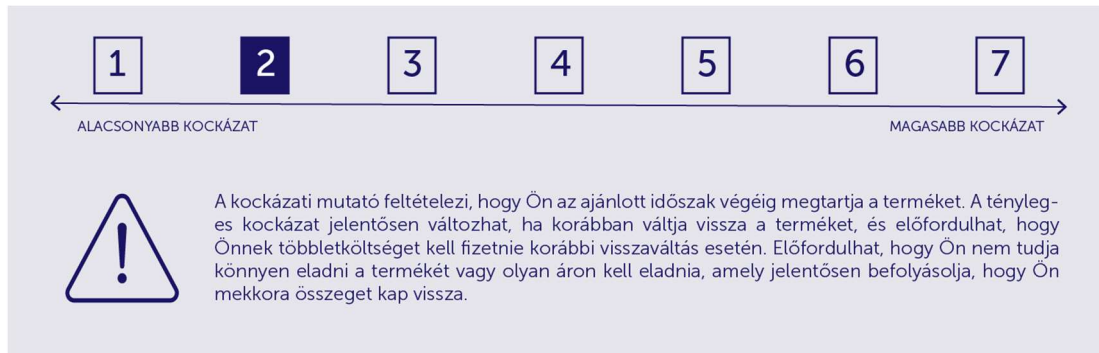 1 2 3 4 5 6 7
ALACSONYABB KOCKÁZAT MAGASABB KOCKÁZAT
A kockázati mutató feltételezi, hogy Ön az ajánlott időszak végéig megtartja a terméket. A tényleg-
es kockázat jelentősen változhat, ha korábban váltja vissza a terméket, és előfordulhat, hogy
Önnek többletköltséget kell fizetnie korábbi visszaváltás esetén. Előfordulhat, hogy Ön nem tudja
könnyen eladni a termékét vagy olyan áron kell eladnia, amely jelentősen befolyásolja, hogy Ön
mekkora összeget kap vissza.